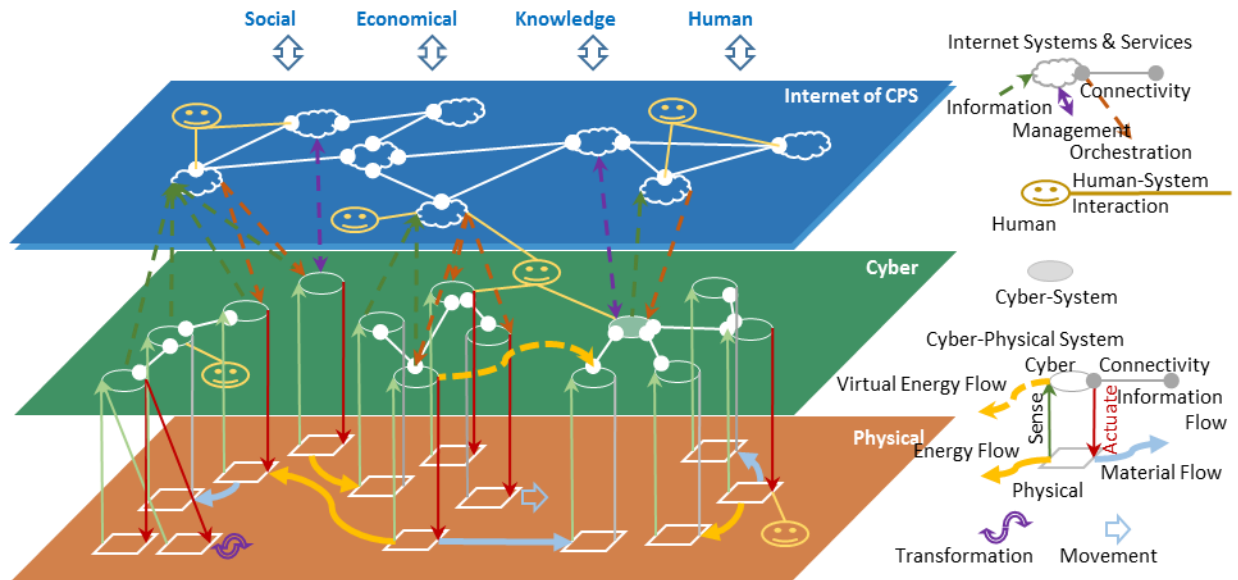 Social
Economical
Knowledge
Human
Internet of CPS
Cyber
Physical
Internet Systems & Services
Information
Connectivity
Management
Orchestration
Human-System
Interaction
Human
Cyber-System
Cyber-Physical System
Cyber
Connectivity
Virtual Energy Flow
Information
Flow
Sense
Actuate
Energy Flow
Material Flow
Physical
Transformation
Movement